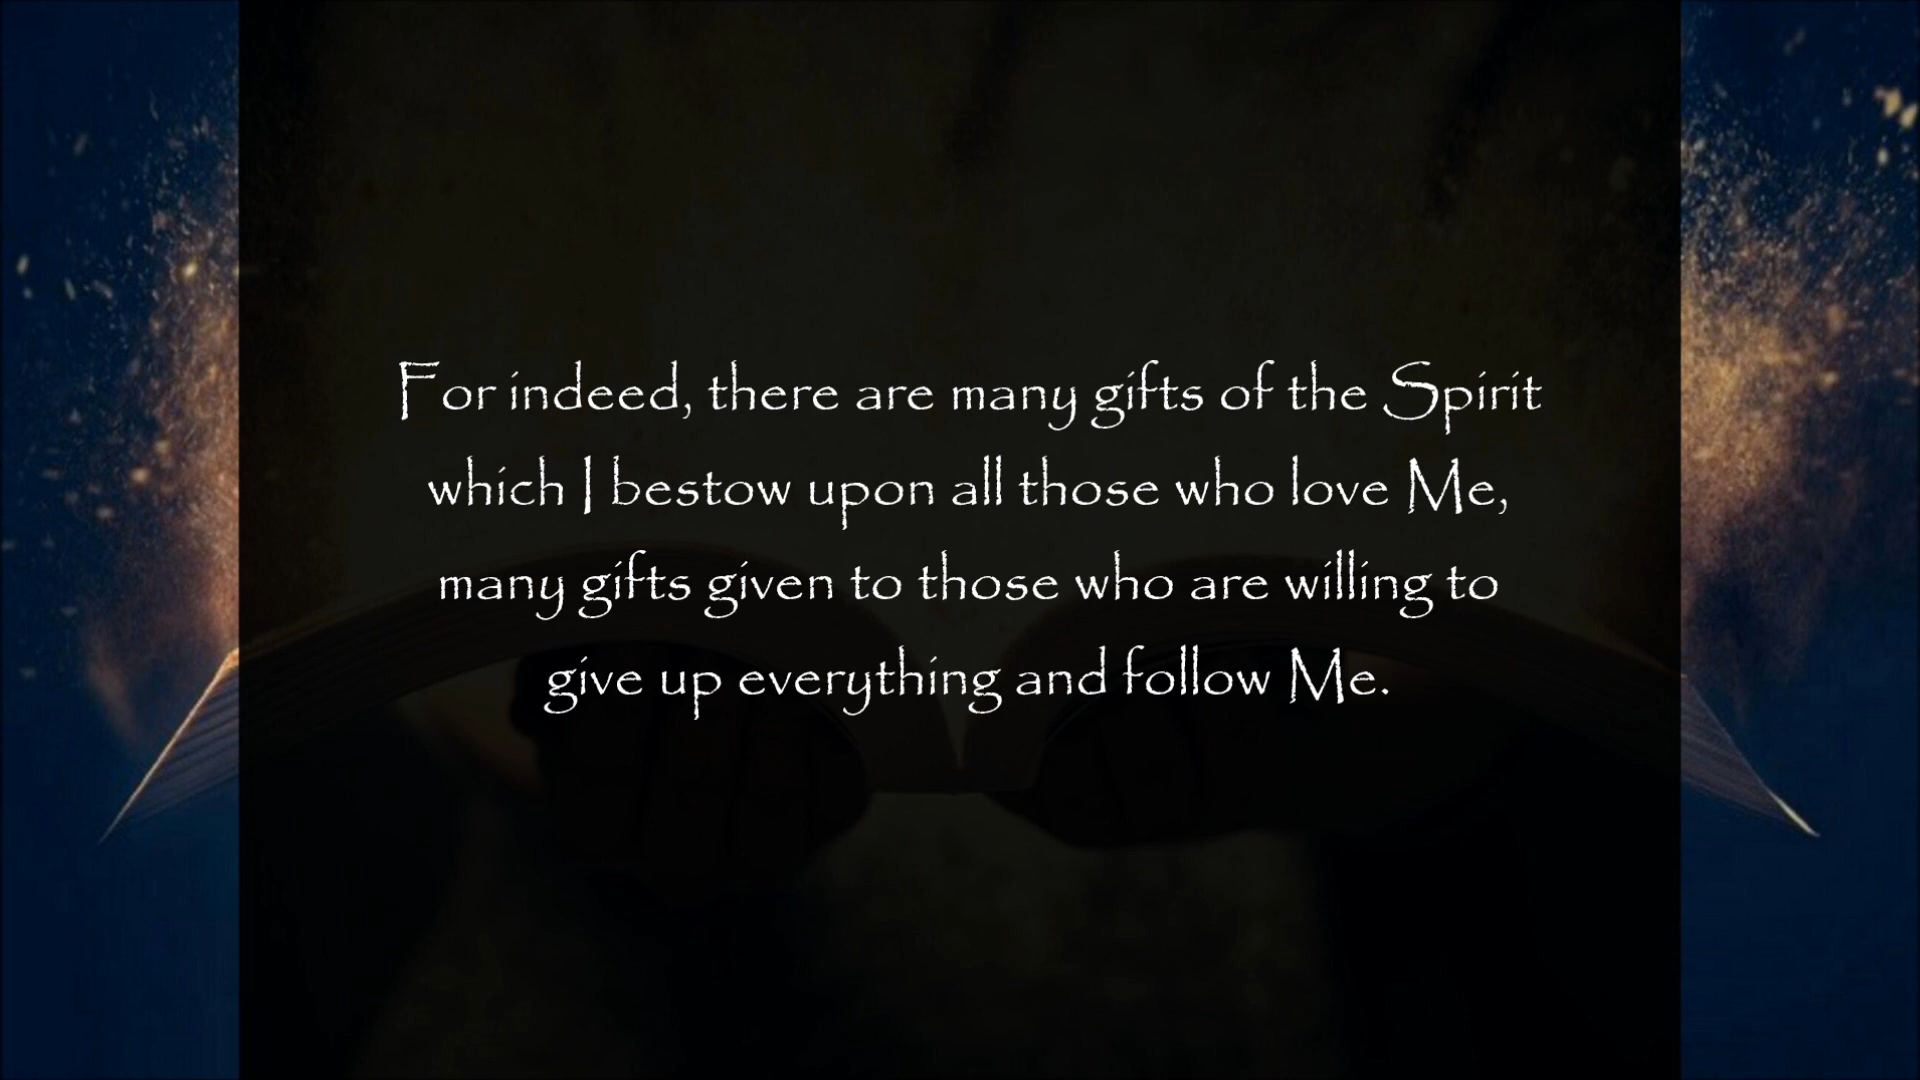 For indeed, there are many gifts of the Spirit
which I bestow upon all those who love Me,
many gifts given to those who are willing to
give up everything and follow Me.